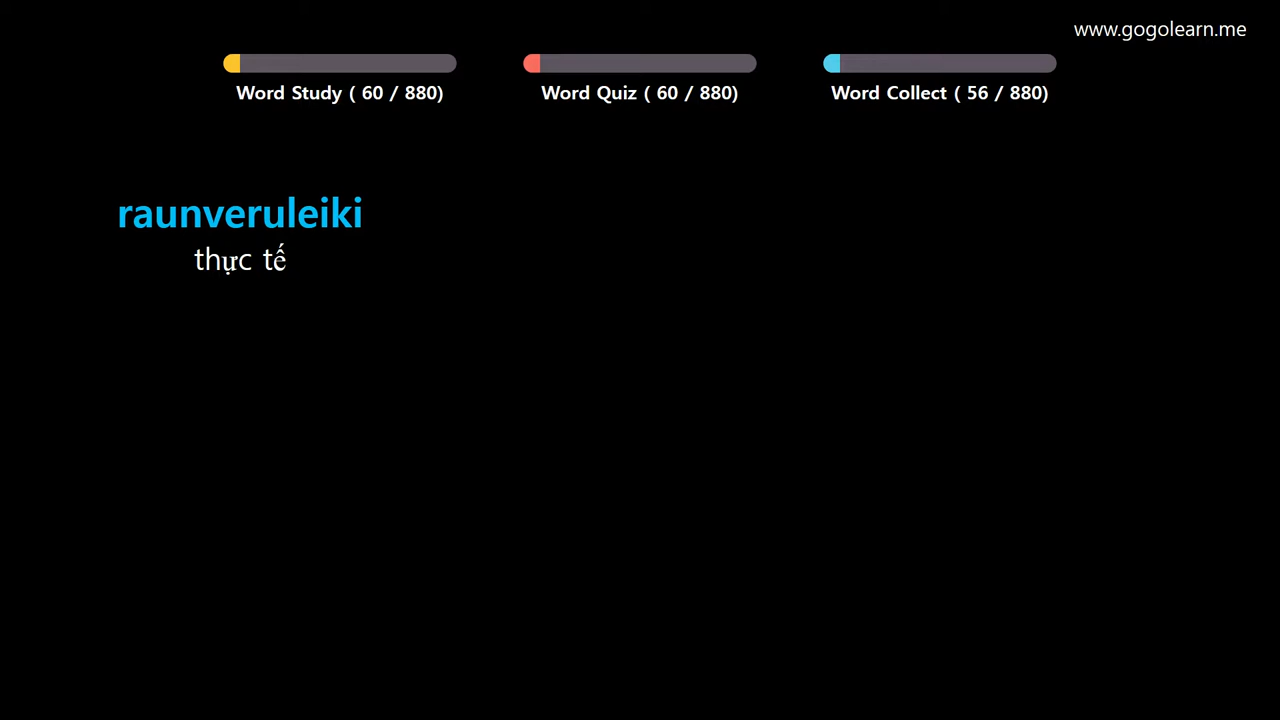 www.gogolearn.me
Word Study ( 60 / 880)
Word Quiz ( 60 / 880)
Word Collect ( 56 / 880)
raunveruleiki
thực tế